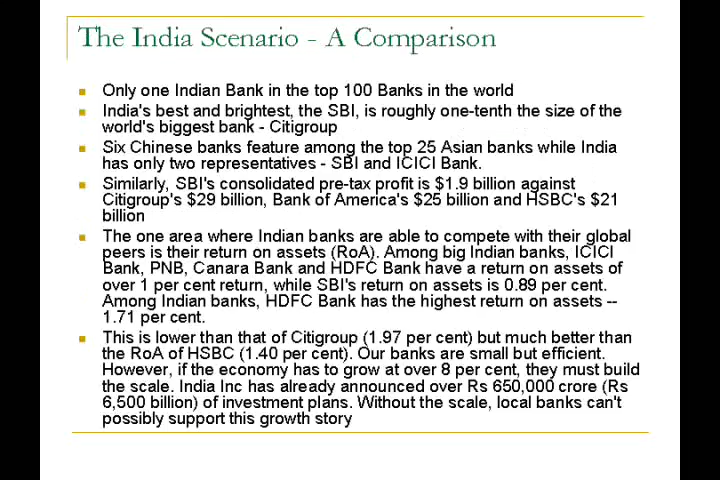 The India Scenario - A Comparison
Only one Indian Bank in the top 100 Banks in the world
India's best and brightest, the SBI, is roughly one-tenth the size of the
world's biggest bank - Citigroup
Six Chinese banks feature among the top 25 Asian banks while India
has only two representatives - SBI and ICICI Bank.
Similarly, SBI's consolidated pre-tax profit is $1.9 billion against
Citigroup's $29 billion, Bank of America's $25 billion and HSBC's $21
billion
The one area where Indian banks are able to compete with their global
peers is their return on assets (RoA). Among big Indian banks, ICICI
Bank, PNB, Canara Bank and HDFC Bank have a return on assets of
over 1 per cent return, while SBI's return on assets is 0.89 per cent.
Among Indian banks, HDFC Bank has the highest return on assets --
1.71 per cent.
This is lower than that of Citigroup (1.97 per cent) but much better than
the RoA of HSBC (1.40 per cent). Our banks are small but efficient.
However, if the economy has to grow at over 8 per cent, they must build
the scale. India Inc has already announced over Rs 650,000 crore (Rs
6,500 billion) of investment plans. Without the scale, local banks can't
possibly support this growth story